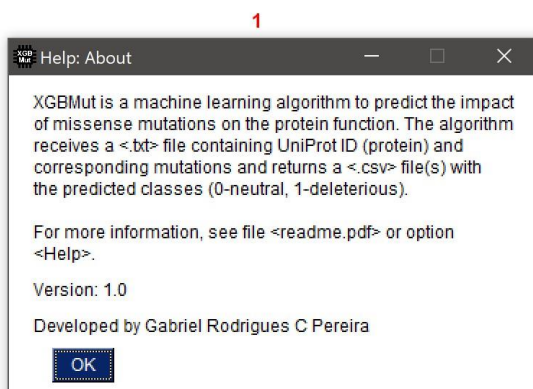 1
XGB
Mut
Help: About
XGBMut is a machine learning algorithm to predict the impact
of missense mutations on the protein function. The algorithm
receives a <.txt> file containing UniProt ID (protein) and
corresponding mutations and returns a <.csv> file(s) with
the predicted classes (0-neutral, 1-deleterious).
For more information, see file <readme.pdf> or option
<Help>.
Version: 1.0
Developed by Gabriel Rodrigues C Pereira
OK